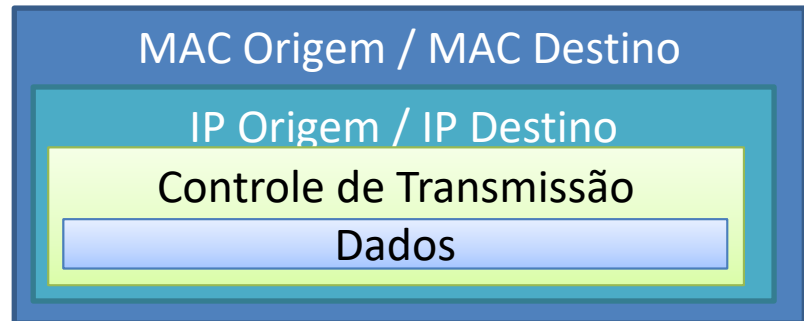 MAC Origem / MAC Destino
IP Origem / IP Destino
Controle de Transmissão
Dados